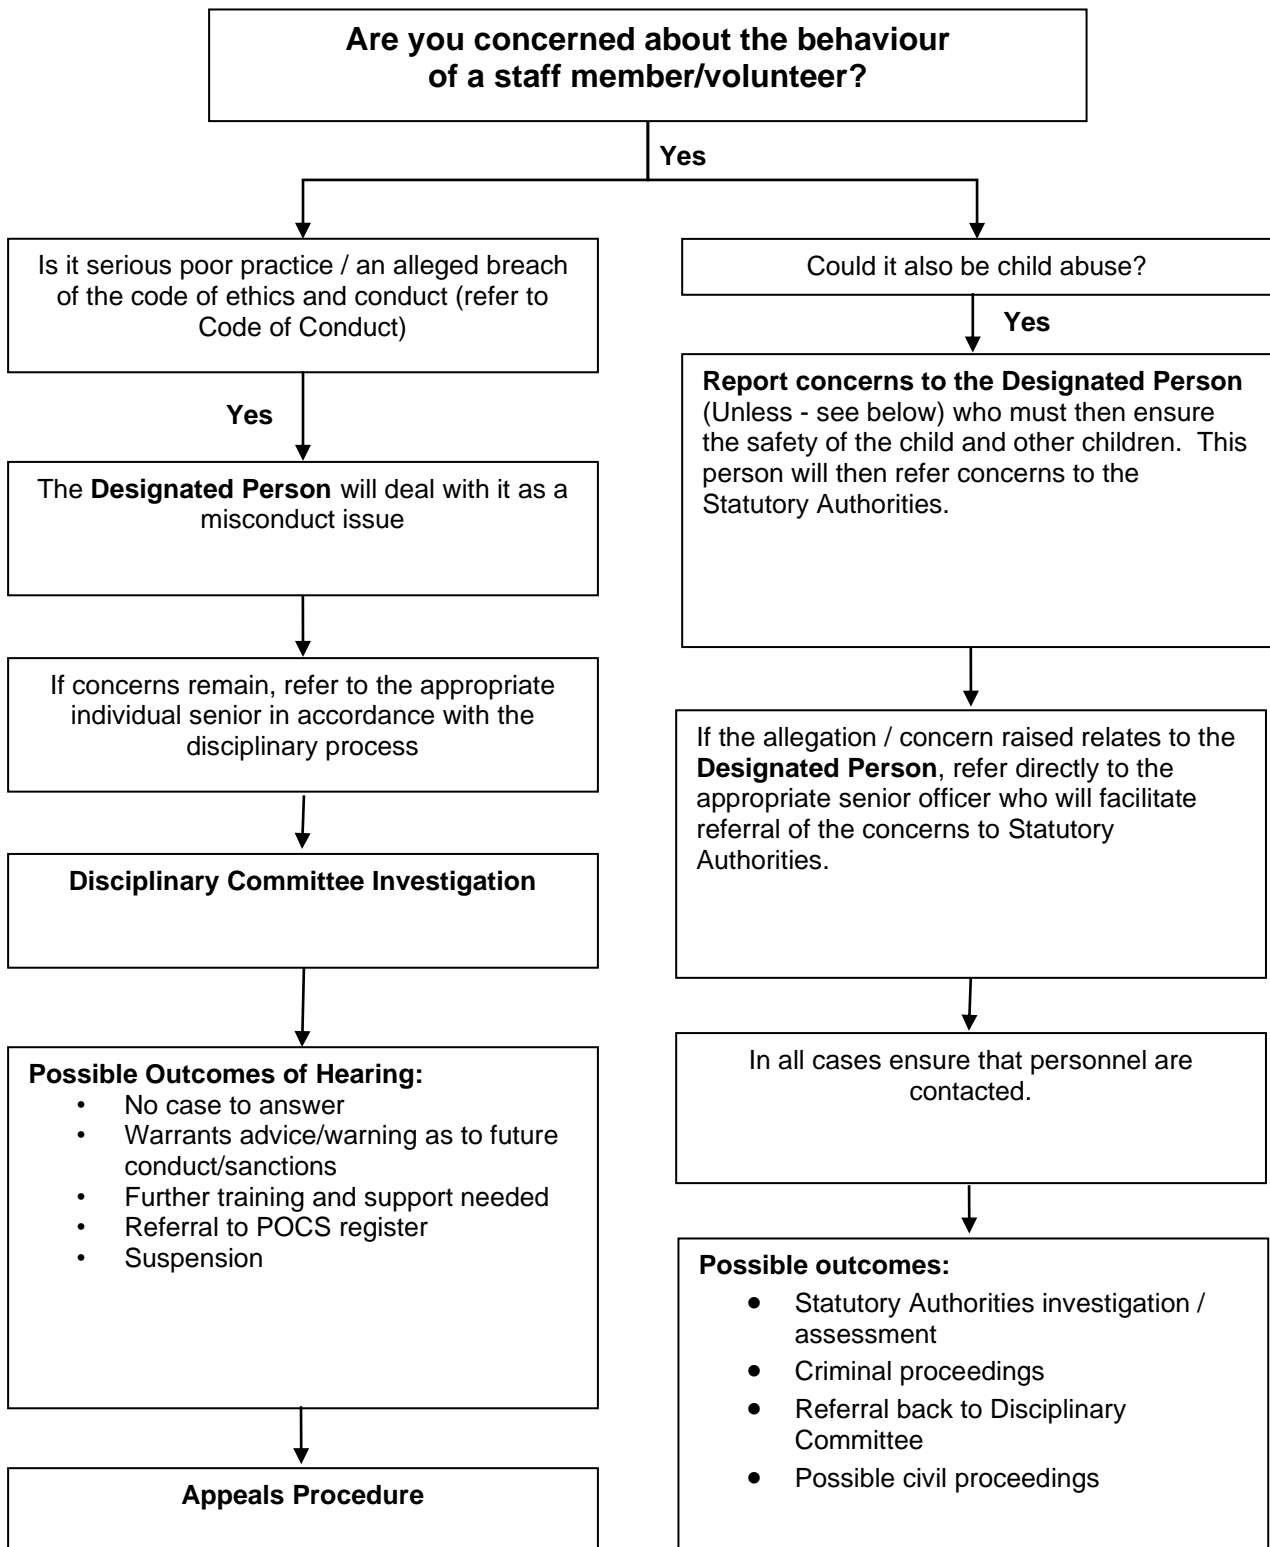 Are you concerned about the behaviour
of a staff member/volunteer?
Yes
Is it serious poor practice / an alleged breach
of the code of ethics and conduct (refer to
Code of Conduct)
Yes
The Designated Person will deal with it as a
misconduct issue
If concerns remain, refer to the appropriate
individual senior in accordance with the
disciplinary process
Disciplinary Committee Investigation
Possible Outcomes of Hearing:
• No case to answer
• Warrants advice/warning as to future
conduct/sanctions
• Further training and support needed
• Referral to POCS register
• Suspension
Appeals Procedure
Could it also be child abuse?
Yes
Report concerns to the Designated Person
(Unless - see below) who must then ensure
the safety of the child and other children. This
person will then refer concerns to the
Statutory Authorities.
If the allegation / concern raised relates to the
Designated Person, refer directly to the
appropriate senior officer who will facilitate
referral of the concerns to Statutory
Authorities.
In all cases ensure that personnel are
contacted.
Possible outcomes:
• Statutory Authorities investigation /
assessment
• Criminal proceedings
• Referral back to Disciplinary
Committee
• Possible civil proceedings